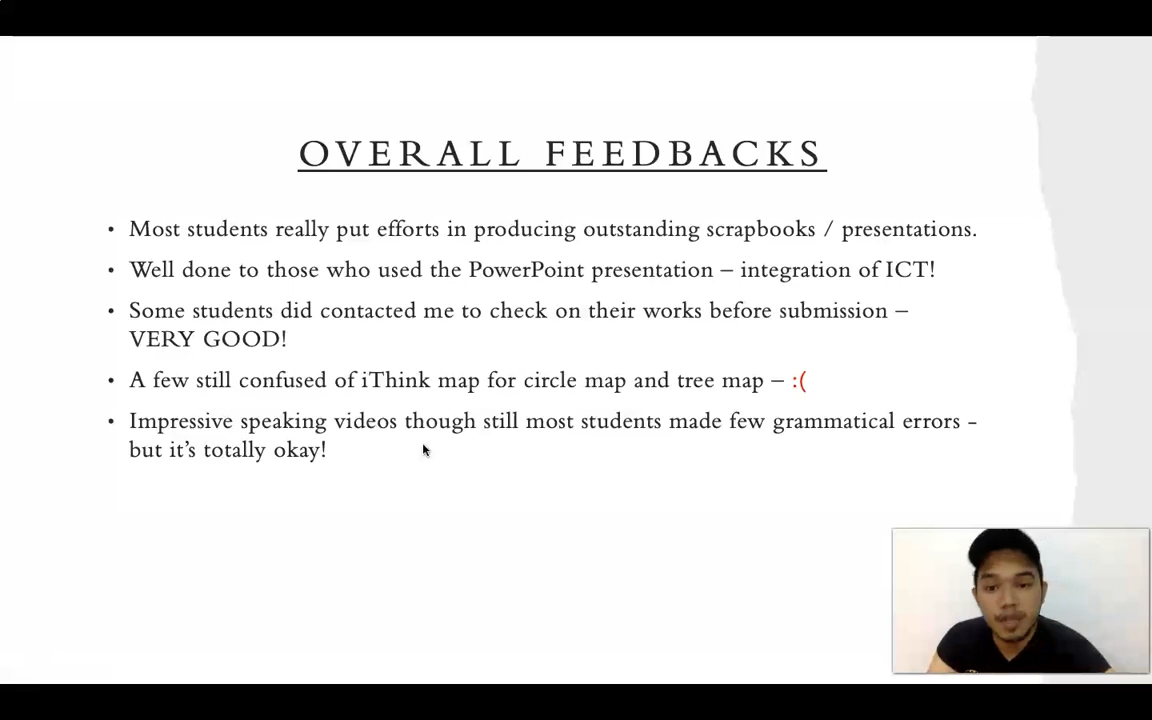 OVERALL FEEDBACKS
• Most students really put efforts in producing outstanding scrapbooks / presentations.
• Well done to those who used the PowerPoint presentation – integration of ICT!
• Some students did contacted me to check on their works before submission –
VERY GOOD!
• A few still confused of iThink map for circle map and tree map – :(
• Impressive speaking videos though still most students made few grammatical errors -
but it’s totally okay!